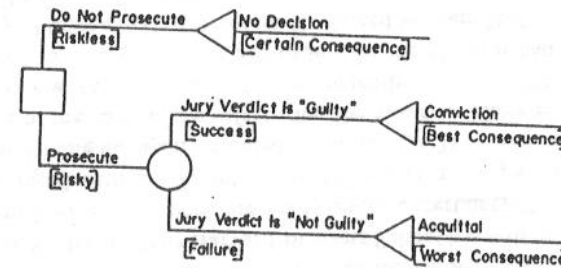 Do Not Prosecute
[Riskless]
No Decision
[Certain Consequence]
Jury Verdict Is "Guilty"
[Success]
Conviction
[Best Consequence]
Prosecute
[Risky]
Jury Verdict Is "Not Guilty"
[Failure]
Acquittal
[Worst Consequence]